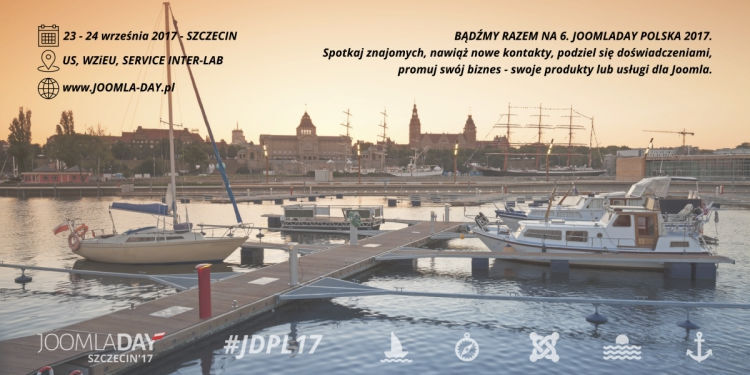 23 - 24 września 2017 - SZCZECIN
US, WZiEU, SERVICE INTER-LAB
www.JOOMLA-DAY.pl
BĄDŹMY RAZEM NA 6. JOOMLADAY POLSKA 2017.
Spotkaj znajomych, nawiąż nowe kontakty, podziel się doświadczeniami,
promuj swój biznes - swoje produkty lub usługi dla Joomla.
JOOMLADAY
SZCZECIN'17
#JDPL17